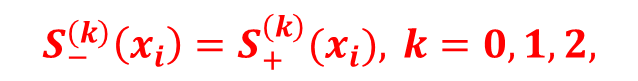 S₋⁽ᵏ⁾(xᵢ) = S₊⁽ᵏ⁾(xᵢ), k = 0, 1, 2,